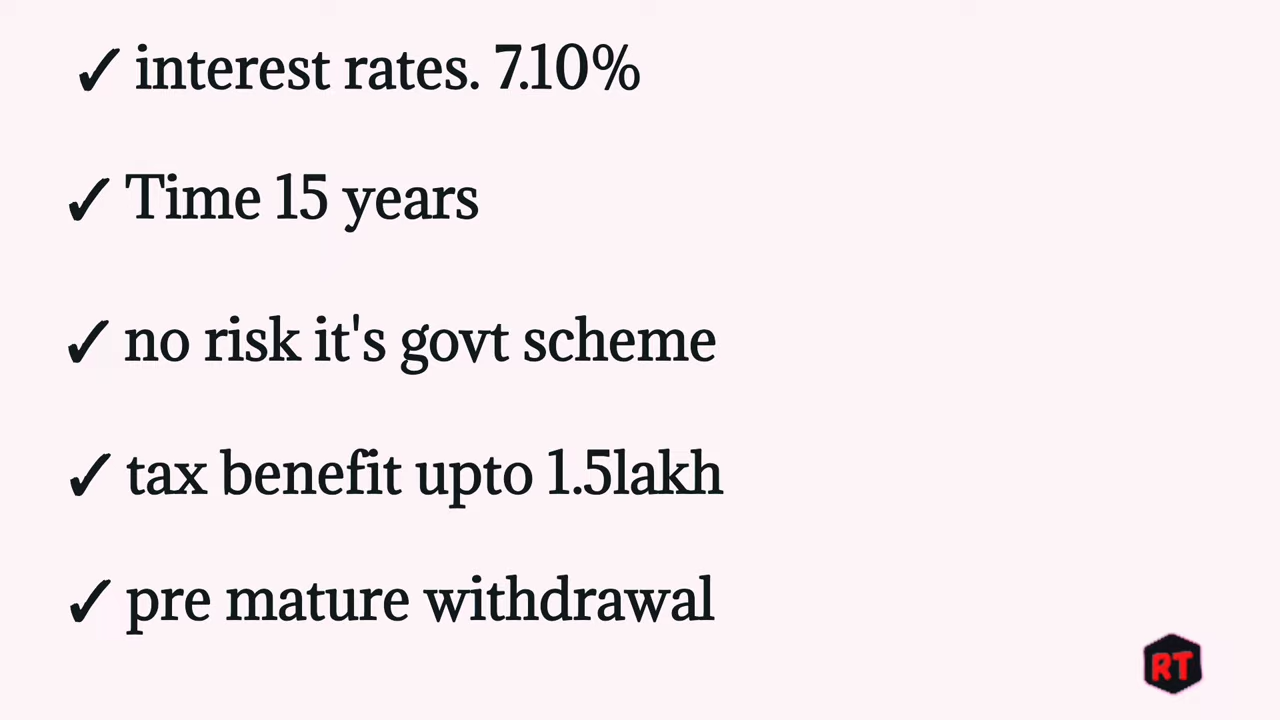 ✓ interest rates. 7.10%
✓ Time 15 years
✓ no risk it's govt scheme
✓ tax benefit upto 1.5lakh
✓ pre mature withdrawal
RT